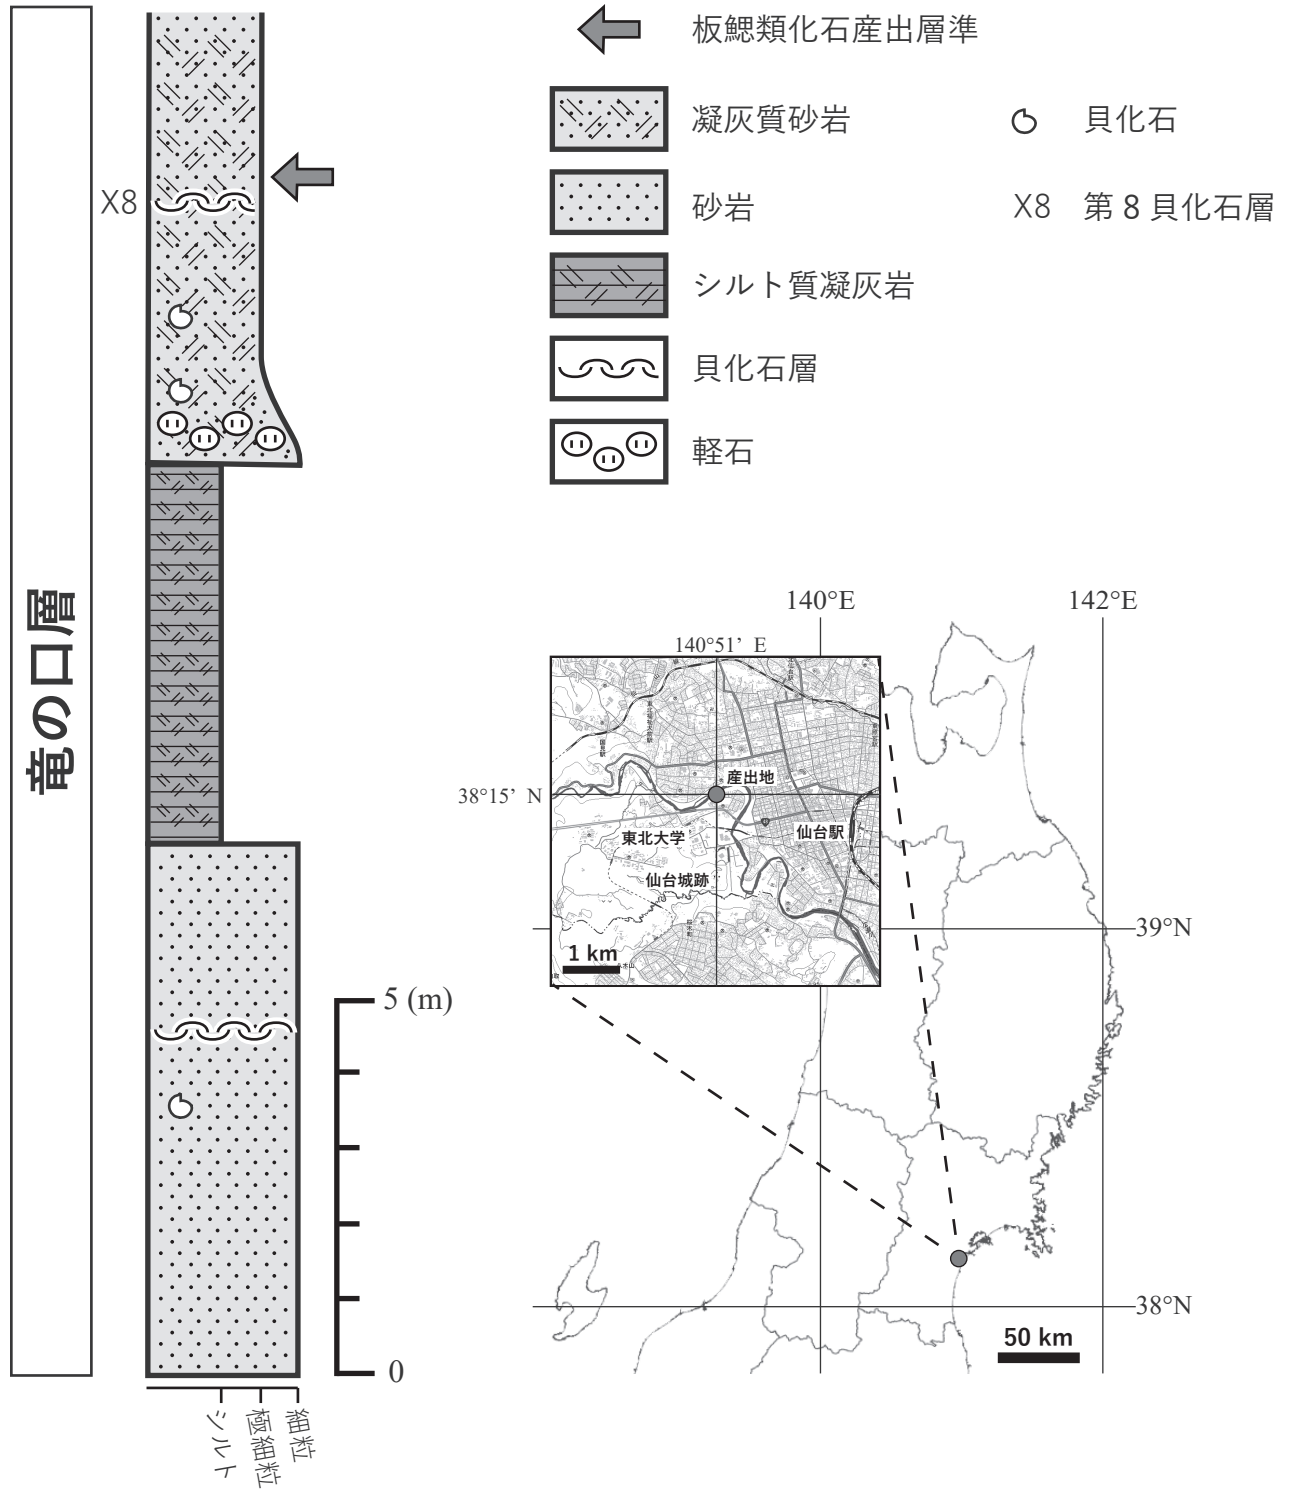 板鰓類化石産出層準
凝灰質砂岩
貝化石
砂岩
X8 第 8 貝化石層
シルト質凝灰岩
貝化石層
軽石
X8
竜の口層
5 (m)
0
シルト
極細粒
細粒
140°E
142°E
140°51’ E
38°15’ N
産出地
東北大学
仙台駅
仙台城跡
1 km
39°N
38°N
50 km